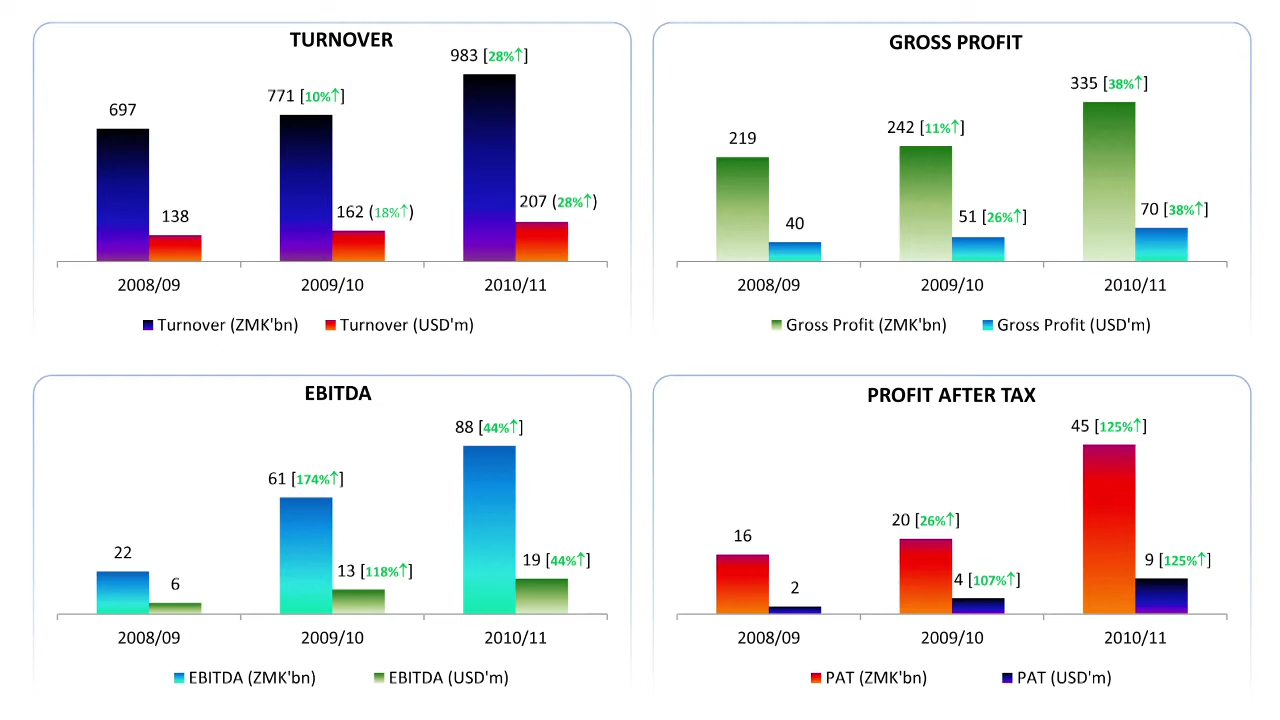 TURNOVER
983 [28%↑]
771 [10%↑]
697
207 (28%↑)
162 (18%↑)
138
2008/09 2009/10 2010/11
Turnover (ZMK'bn) Turnover (USD'm)
GROSS PROFIT
335 [38%↑]
242 [11%↑]
219
70 [38%↑]
51 [26%↑]
40
2008/09 2009/10 2010/11
Gross Profit (ZMK'bn) Gross Profit (USD'm)
EBITDA
88 [44%↑]
61 [174%↑]
22
19 [44%↑]
13 [118%↑]
6
2008/09 2009/10 2010/11
EBITDA (ZMK'bn) EBITDA (USD'm)
PROFIT AFTER TAX
45 [125%↑]
20 [26%↑]
16
9 [125%↑]
4 [107%↑]
2
2008/09 2009/10 2010/11
PAT (ZMK'bn) PAT (USD'm)